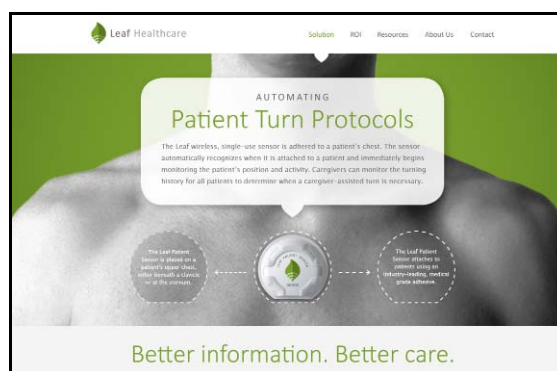 Leaf Healthcare
Solution ROI Resources About Us Contact
AUTOMATING
Patient Turn Protocols
The Leaf wireless, single-use sensor is adhered to a patient's chest. The sensor
automatically recognizes when it is attached to a patient and immediately begins
monitoring the patient's position and activity. Caregivers can monitor the turning
history for all patients to determine when a caregiver-assisted turn is necessary.
The Leaf Patient
Sensor is placed on a
patient's upper chest,
either beneath a clavicle
or at the sternum.
The Leaf Patient
Sensor attaches to
patients using an
industry-leading, medical
grade adhesive.
Better information. Better care.